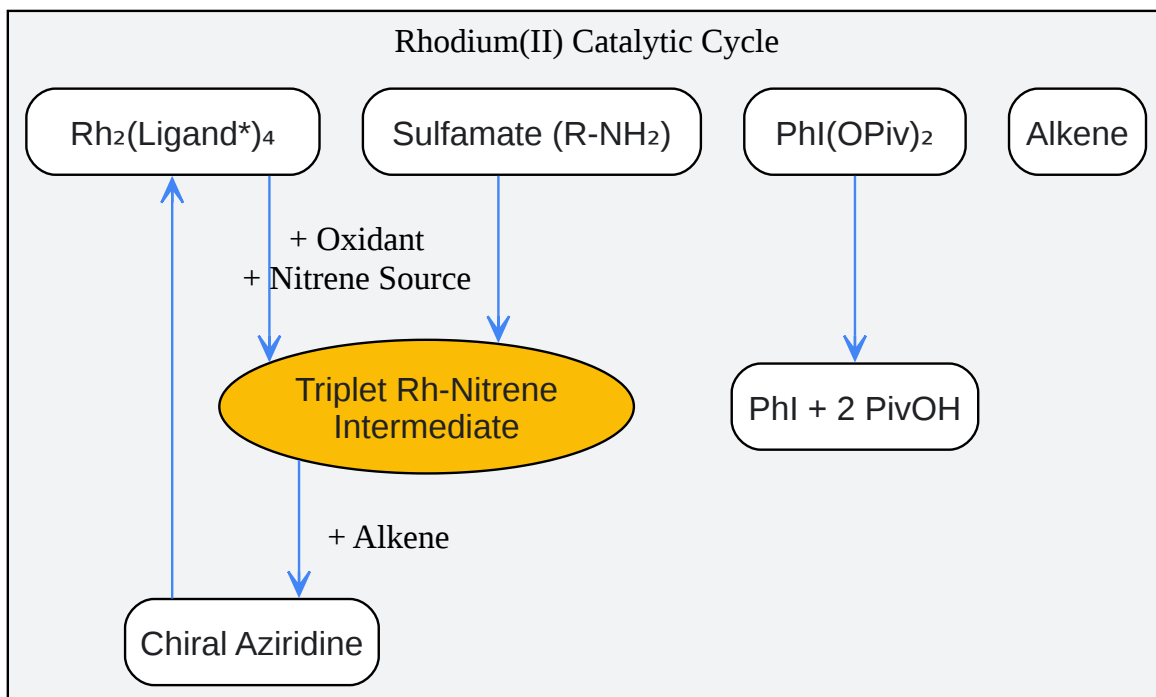 Rhodium(II) Catalytic Cycle
Rh₂(Ligand*)₄
Sulfamate (R-NH₂)
PhI(OPiv)₂
Alkene
+ Oxidant
+ Nitrene Source
Triplet Rh-Nitrene
Intermediate
PhI + 2 PivOH
+ Alkene
Chiral Aziridine